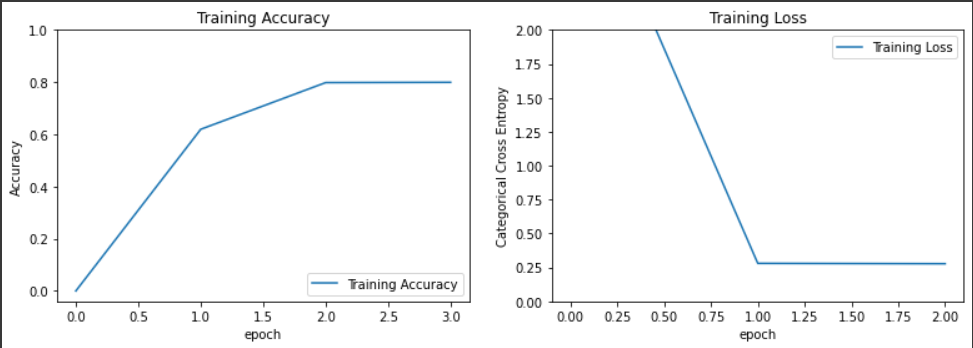 Training Accuracy
1.0
0.8
0.6
0.4
0.2
0.0
Accuracy
Training Accuracy
0.0 0.5 1.0 1.5 2.0 2.5 3.0
epoch
Training Loss
2.00
1.75
1.50
1.25
1.00
0.75
0.50
0.25
0.00
Categorical Cross Entropy
Training Loss
0.00 0.25 0.50 0.75 1.00 1.25 1.50 1.75 2.00
epoch